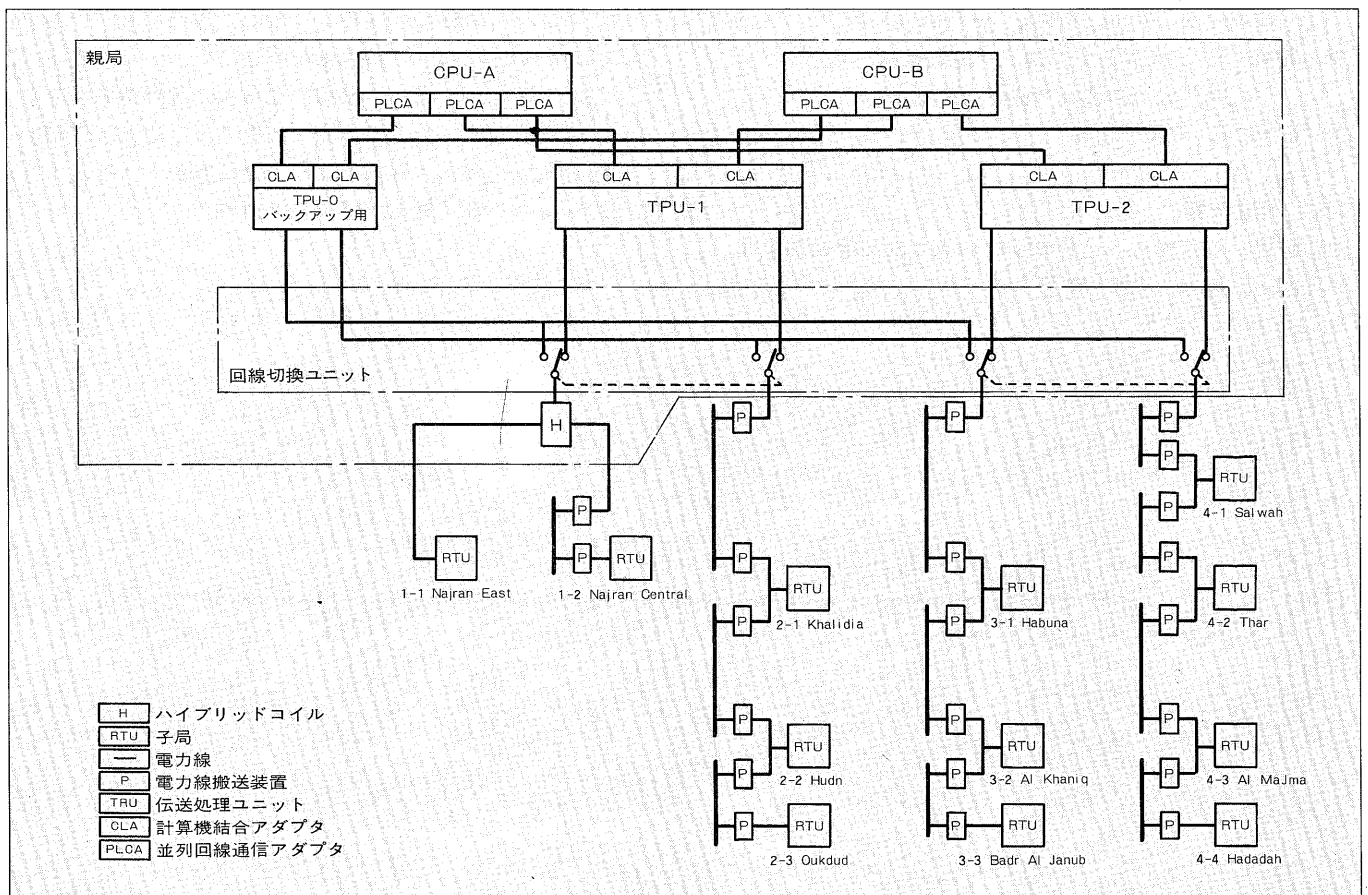 親局
CPU-A
PLCA PLCA PLCA
CPU-B
PLCA PLCA PLCA
CLA CLA
TPU-0
バックアップ用
CLA CLA
TPU-1
CLA CLA
TPU-2
回線切換ユニット
H
P
P
P
P
RTU
4-1 Salwah
P
P
RTU
1-1 Najran East
P
RTU
1-2 Najran Central
P
P
RTU
2-1 Khalidia
P
P
RTU
3-1 Habuna
P
P
RTU
4-2 Thar
P
P
RTU
2-2 Hudn
P
P
RTU
3-2 Al Khaniq
P
P
RTU
4-3 Al Majma
P
P
RTU
2-3 Oukdud
P
RTU
3-3 Badr Al Janub
P
RTU
4-4 Hadadah
H ハイブリッドコイル
RTU 子局
電力線
P 電力線搬送装置
TRU 伝送処理ユニット
CLA 計算機結合アダプタ
PLCA 並列回線通信アダプタ